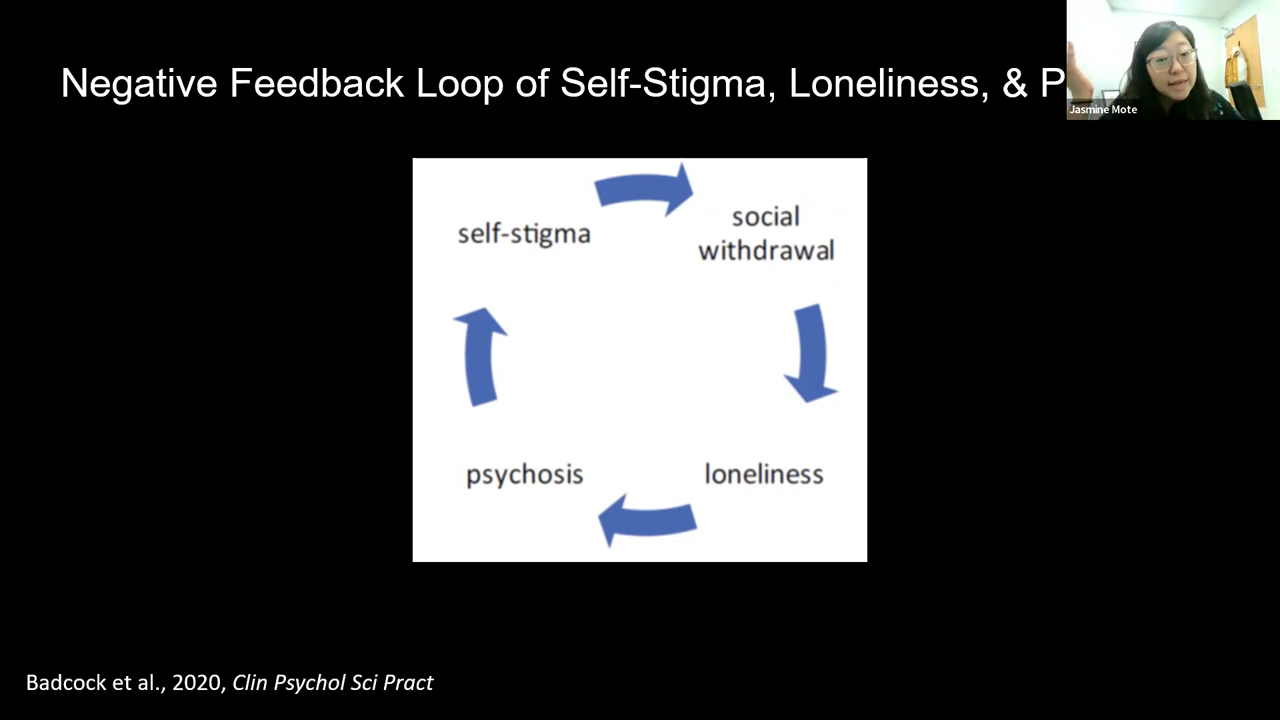 Negative Feedback Loop of Self-Stigma, Loneliness, & P
Jasmine Mote
self-stigma
social
withdrawal
psychosis
loneliness
Badcock et al., 2020, Clin Psychol Sci Pract